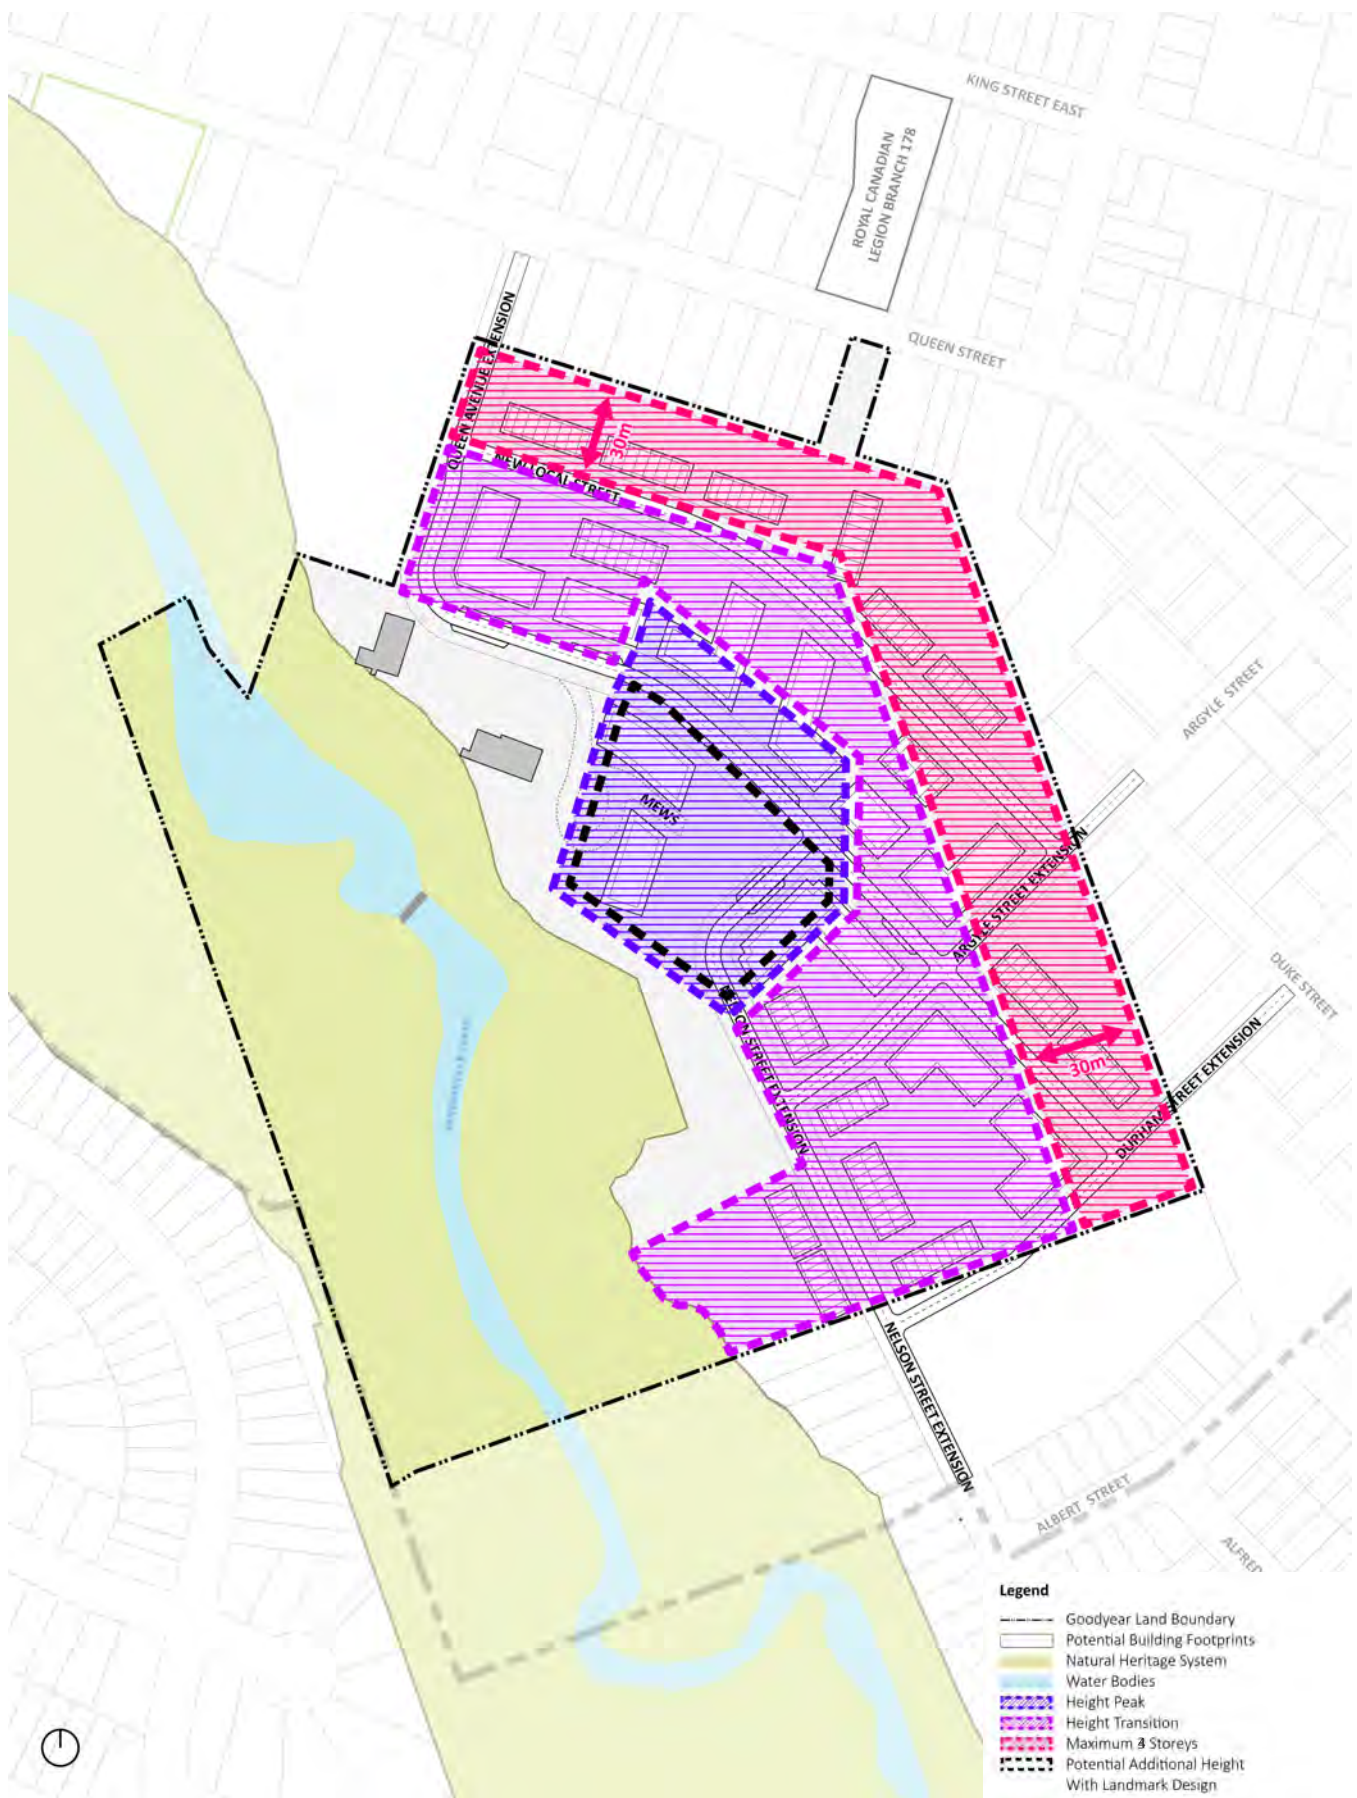 KING STREET EAST
ROYAL CANADIAN
LEGION BRANCH 178
QUEEN STREET
QUEEN AVENUE EXTENSION
30m
NEW LOCAL STREET
ARGYLE STREET
MEWS
ARGYLE STREET EXTENSION
DUKE STREET
NELSON STREET EXTENSION
30m
DURHAM STREET EXTENSION
NELSON STREET EXTENSION
ALBERT STREET
ALFRED
Legend
Goodyear Land Boundary
Potential Building Footprints
Natural Heritage System
Water Bodies
Height Peak
Height Transition
Maximum Storeys
Potential Additional Height
With Landmark Design